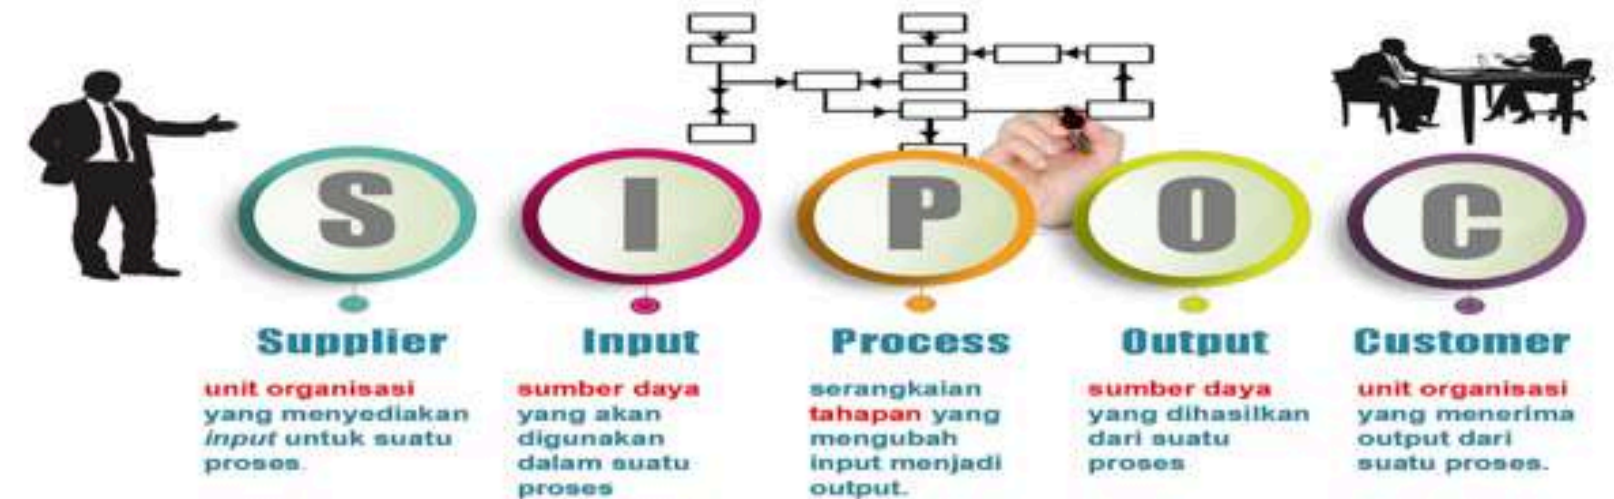 S I P O C
Supplier
unit organisasi
yang menyediakan
input untuk suatu
proses.
Input
sumber daya
yang akan
digunakan
dalam suatu
proses
Process
serangkaian
tahapan yang
mengubah
input menjadi
output.
Output
sumber daya
yang dihasilkan
dari suatu
proses
Customer
unit organisasi
yang menerima
output dari
suatu proses.